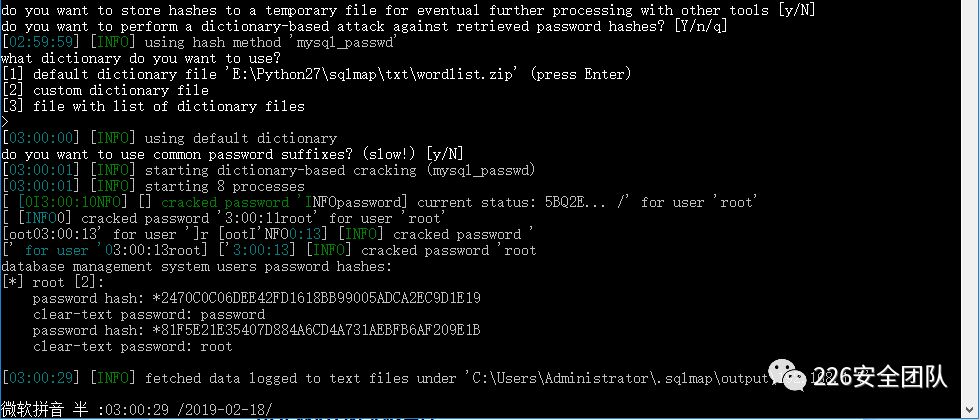 do you want to store hashes to a temporary file for eventual further processing with other tools [y/N]
do you want to perform a dictionary-based attack against retrieved password hashes? [Y/n/q]
[02:59:59] [INFO] using hash method 'mysql_passwd'
what dictionary do you want to use?
[1] default dictionary file 'E:\Python27\sqlmap\txt\wordlist.zip' (press Enter)
[2] custom dictionary file
[3] file with list of dictionary files
>
[03:00:00] [INFO] using default dictionary
do you want to use common password suffixes? (slow!) [y/N]
[03:00:01] [INFO] starting dictionary-based cracking (mysql_passwd)
[03:00:01] [INFO] starting 8 processes
[ [0I3:00:10NFO] [] cracked password 'INFOpassword] current status: 5BQ2E... /' for user 'root'
[ [INFO0] cracked password '3:00:11root' for user 'root'
[oot03:00:13' for user ']r [ootI'NFO0:13] [INFO] cracked password '
[' for user '03:00:13root] ['3:00:13] [INFO] cracked password 'root
database management system users password hashes:
[*] root [2]:
password hash: *2470C0C06DEE42FD1618BB99005ADCA2EC9D1E19
clear-text password: password
password hash: *81F5E21E35407D884A6CD4A731AEBFB6AF209E1B
clear-text password: root
[03:00:29] [INFO] fetched data logged to text files under 'C:\Users\Administrator\.sqlmap\output\
226安全团队
微软拼音 半 :03:00:29 /2019-02-18/